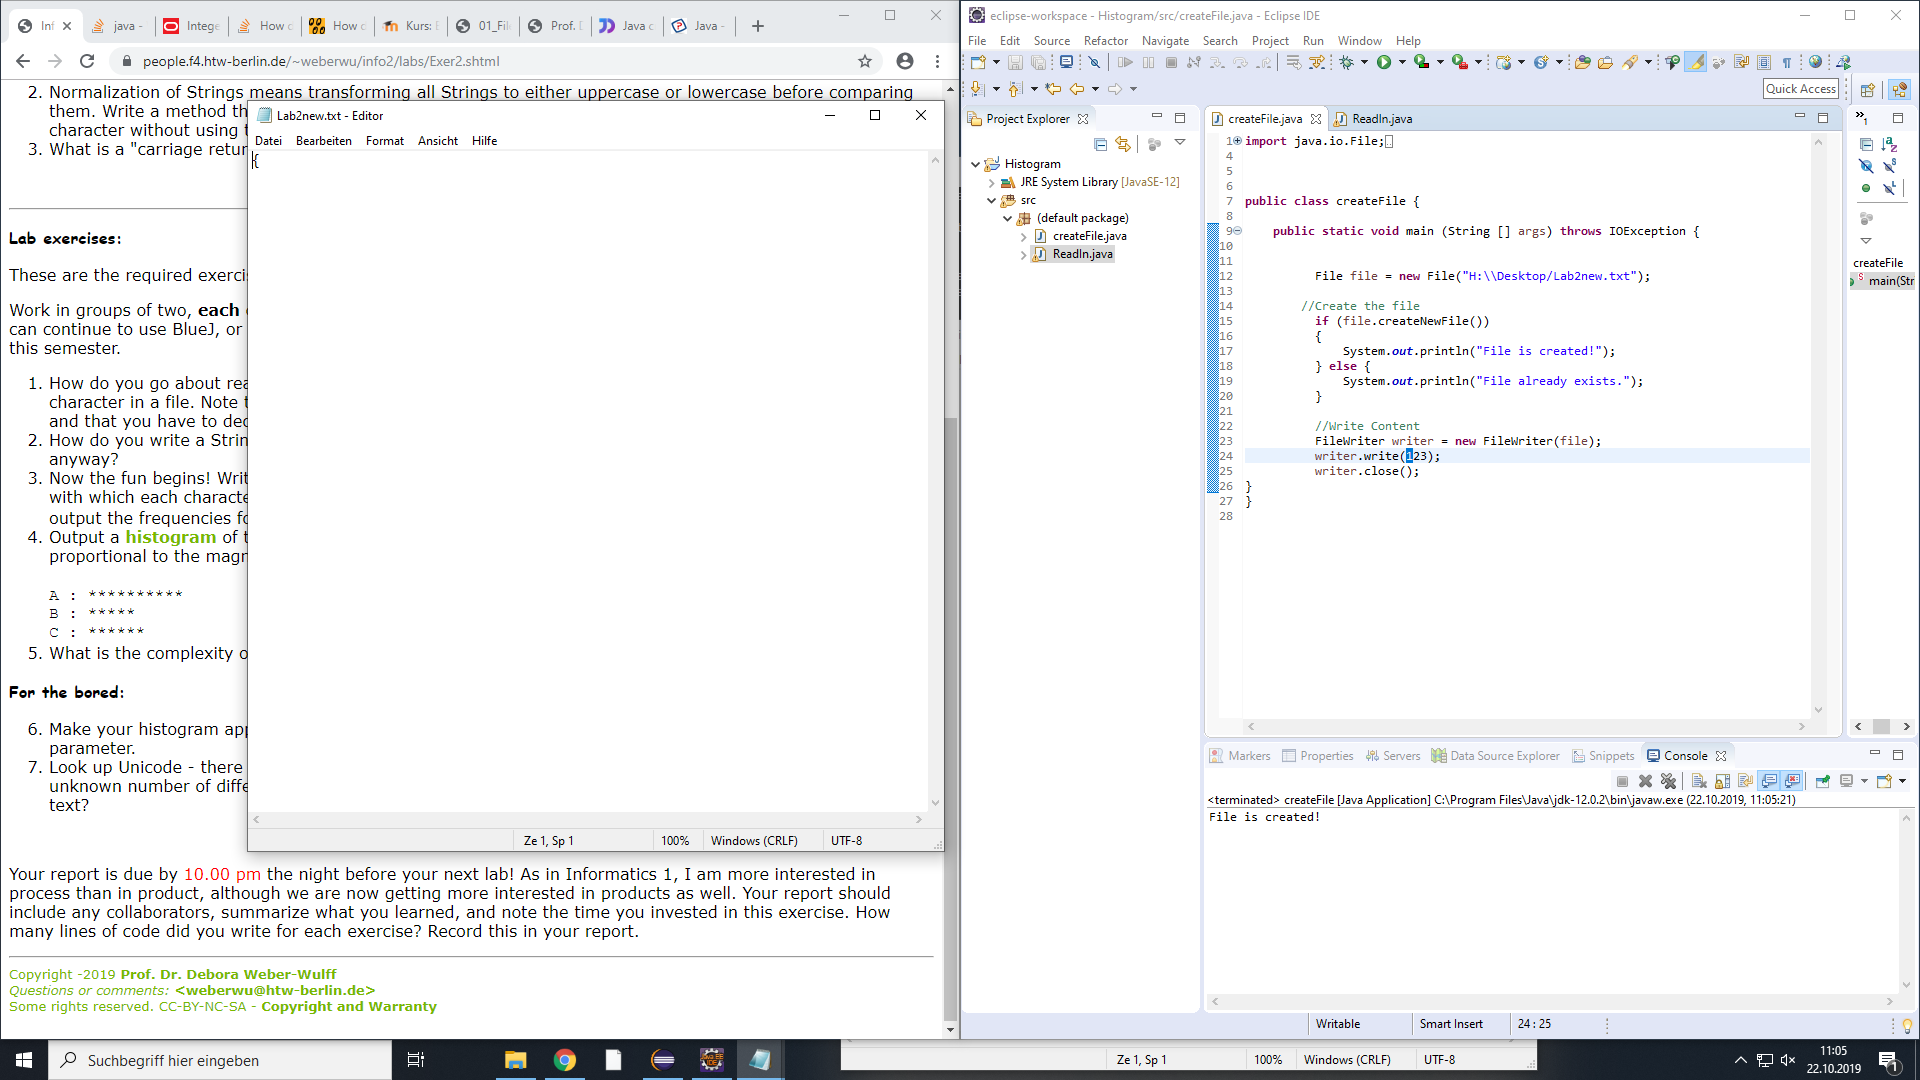 Inf
java -
Intege
How c
How c
Kurs: E
01_Fil
Prof. D
Java c
Java -
people.f4.htw-berlin.de/~weberwu/info2/labs/Exer2.shtml
2. Normalization of Strings means transforming all Strings to either uppercase or lowercase before comparing
them. Write a method th
character without using t
3. What is a "carriage retur
Lab exercises:
These are the required exerci
Work in groups of two, each
can continue to use BlueJ, or
this semester.
1. How do you go about rea
character in a file. Note t
and that you have to dec
2. How do you write a Strin
anyway?
3. Now the fun begins! Writ
with which each characte
output the frequencies fo
4. Output a histogram of t
proportional to the magn
A : **********
B : *****
C : ******
5. What is the complexity o
For the bored:
6. Make your histogram app
parameter.
7. Look up Unicode - there
unknown number of diffe
text?
Your report is due by 10.00 pm the night before your next lab! As in Informatics 1, I am more interested in
process than in product, although we are now getting more interested in products as well. Your report should
include any collaborators, summarize what you learned, and note the time you invested in this exercise. How
many lines of code did you write for each exercise? Record this in your report.
Copyright -2019 Prof. Dr. Debora Weber-Wulff
Questions or comments: <weberwu@htw-berlin.de>
Some rights reserved. CC-BY-NC-SA - Copyright and Warranty
Lab2new.txt - Editor
Datei Bearbeiten Format Ansicht Hilfe
{
Ze 1, Sp 1 100% Windows (CRLF) UTF-8
eclipse-workspace - Histogram/src/createFile.java - Eclipse IDE
File Edit Source Refactor Navigate Search Project Run Window Help
Quick Access
Project Explorer
Histogram
JRE System Library [JavaSE-12]
src
(default package)
createFile.java
ReadIn.java
createFile.java ReadIn.java
1 import java.io.File;
4
5
6
7 public class createFile {
8
9 public static void main (String [] args) throws IOException {
10
11
12 File file = new File("H:\\Desktop/Lab2new.txt");
13
14 //Create the file
15 if (file.createNewFile())
16 {
17 System.out.println("File is created!");
18 } else {
19 System.out.println("File already exists.");
20 }
21
22 //Write Content
23 FileWriter writer = new FileWriter(file);
24 writer.write(123);
25 writer.close();
26 }
27 }
28
createFile
main(Str
Markers Properties Servers Data Source Explorer Snippets Console
<terminated> createFile [Java Application] C:\Program Files\Java\jdk-12.0.2\bin\javaw.exe (22.10.2019, 11:05:21)
File is created!
Writable Smart Insert 24 : 25
Suchbegriff hier eingeben
Ze 1, Sp 1 100% Windows (CRLF) UTF-8
11:05
22.10.2019
1